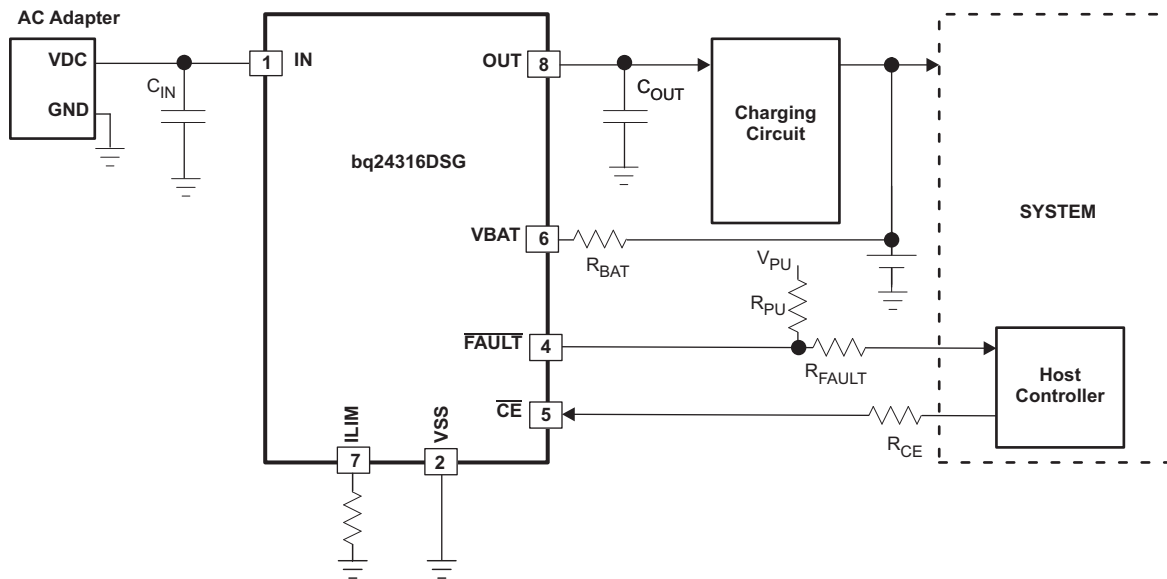 AC Adapter
VDC
GND
C_IN
1
IN
OUT
8
C_OUT
Charging
Circuit
bq24316DSG
SYSTEM
VBAT
6
R_BAT
V_PU
R_PU
FAULT
4
R_FAULT
Host
Controller
CE
5
R_CE
ILIM
7
VSS
2